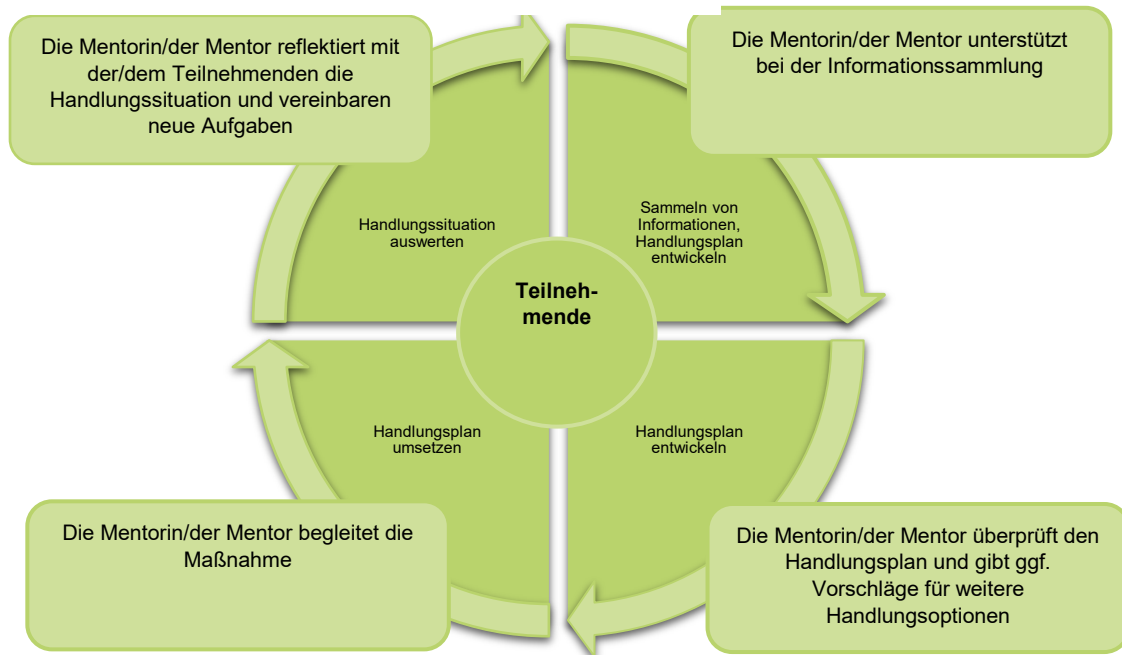 Die Mentorin/der Mentor reflektiert mit
der/dem Teilnehmenden die
Handlungssituation und vereinbaren
neue Aufgaben
Die Mentorin/der Mentor unterstützt
bei der Informationssammlung
Handlungssituation
auswerten
Sammeln von
Informationen,
Handlungsplan
entwickeln
Teilneh-
mende
Handlungsplan
umsetzen
Handlungsplan
entwickeln
Die Mentorin/der Mentor begleitet die
Maßnahme
Die Mentorin/der Mentor überprüft den
Handlungsplan und gibt ggf.
Vorschläge für weitere
Handlungsoptionen